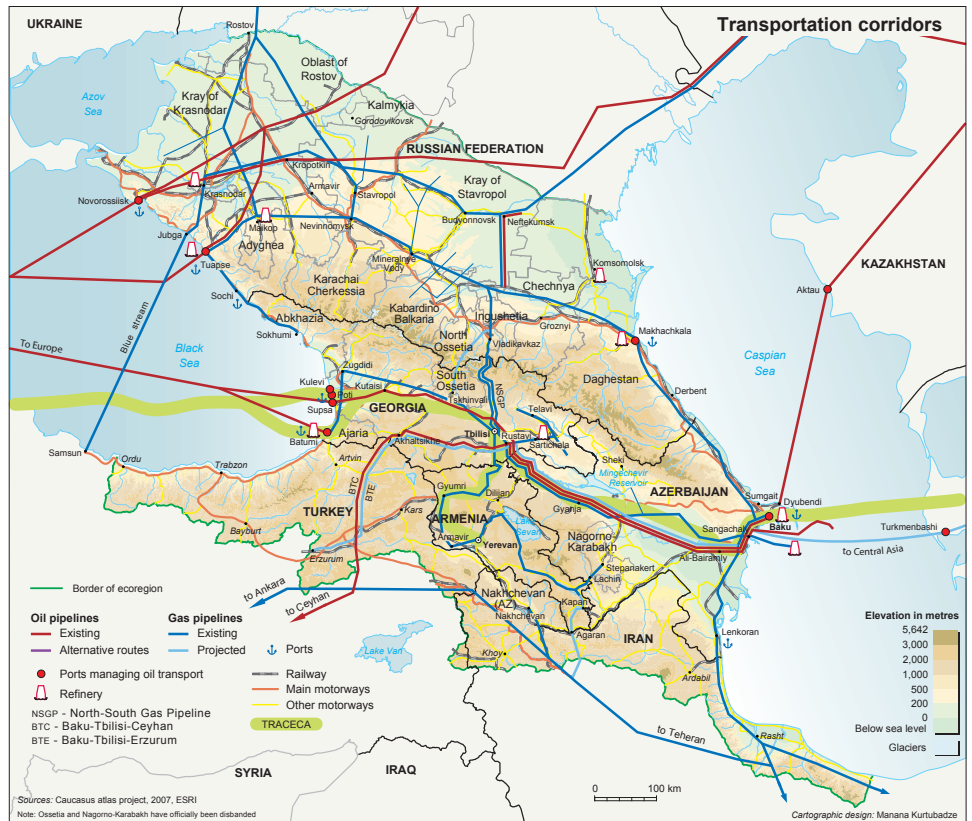 Transportation corridors
UKRAINE
Rostov
Oblast of
Rostov
Azov
Sea
Kray of
Krasnodar
Kalmykia
Gorodovikovsk
RUSSIAN FEDERATION
Kropotkin
Kray of
Stavropol
Krasnodar
Armavir
Stavropol
Novorossiisk
Budyonnovsk
Neftekumsk
Maikop
Nevinnomysk
Jubga
Adyghea
Tuapse
Mineralnye
Vody
Komsomolsk
KAZAKHSTAN
Karachai
Cherkessia
Chechnya
Aktau
Sochi
Kabardino
Balkaria
Ingushetia
Groznyi
Abkhazia
Makhachkala
Sokhumi
North
Ossetia
Vladikavkaz
Blue stream
To Europe
Black
Sea
Caspian
Sea
Zugdidi
South
Ossetia
NSGP
Daghestan
Kulevi
Kutaisi
Derbent
Poti
Tskhinvali
Supsa
GEORGIA
Telavi
Tbilisi
Rustavi
Batumi
Ajaria
Akhaltsikhe
Sartichala
Samsun
Ordu
Artvin
Sheki
Trabzon
Mingechevir
Reservoir
BTC
BTE
Gyumri
AZERBAIJAN
Sumgait
Dyubendi
Dilijan
TURKEY
Kars
Gyanja
Baku
ARMENIA
Sangachal
Bayburt
Lake
Sevan
Turkmenbashi
Nagorno-
Karabakh
Armavir
Yerevan
to Central Asia
Erzurum
Ali-Bairamly
Stepanakert
to Ankara
Lachin
to Ceyhan
Nakhchevan
(AZ)
Kapan
Nakhchevan
Agaran
IRAN
Lenkoran
Lake Van
Khoy
Ardabil
to Teheran
Rasht
SYRIA
IRAQ
Border of ecoregion
Oil pipelines
Existing
Alternative routes
Gas pipelines
Existing
Projected
Ports
Ports managing oil transport
Refinery
Railway
Main motorways
Other motorways
TRACECA
NSGP - North-South Gas Pipeline
BTC - Baku-Tbilisi-Ceyhan
BTE - Baku-Tbilisi-Erzurum
Elevation in metres
5,642
3,000
2,000
1,000
500
200
0
Below sea level
Glaciers
0 100 km
Sources: Caucasus atlas project, 2007, ESRI
Note: Ossetia and Nagorno-Karabakh have officially been disbanded
Cartographic design: Manana Kurtubadze